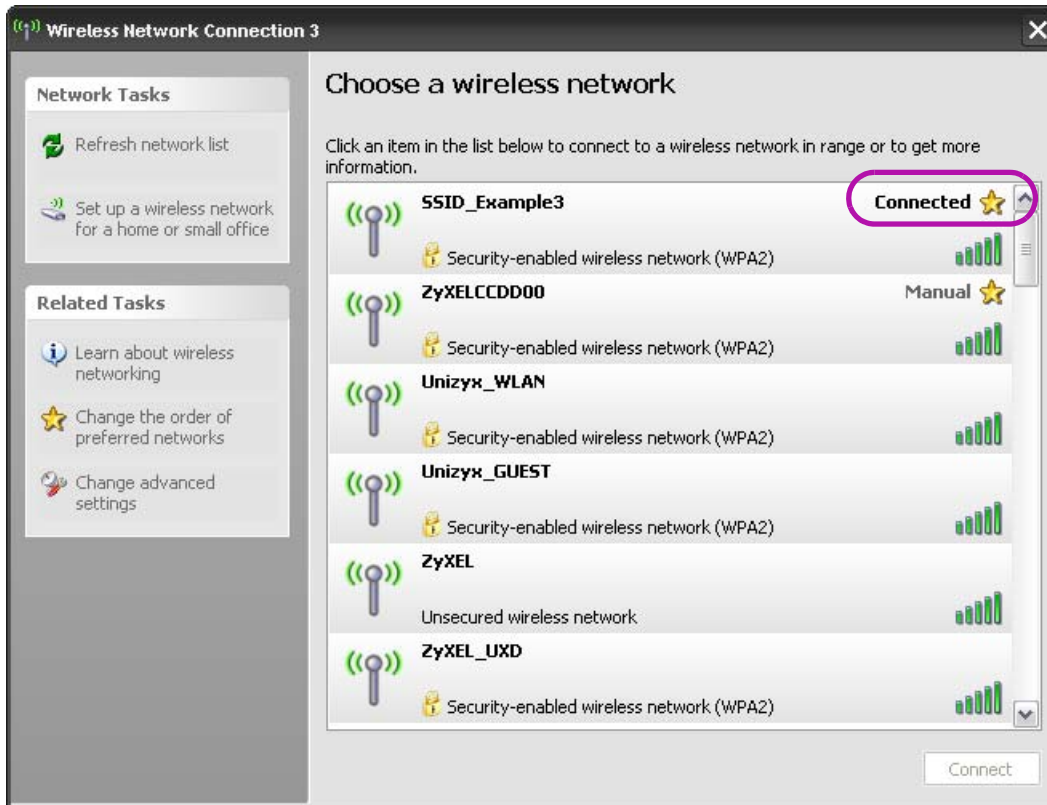 Wireless Network Connection 3
Network Tasks
Refresh network list
Set up a wireless network
for a home or small office
Related Tasks
Learn about wireless
networking
Change the order of
preferred networks
Change advanced
settings
Choose a wireless network
Click an item in the list below to connect to a wireless network in range or to get more
information.
SSID_Example3 Connected
Security-enabled wireless network (WPA2)
ZyXELCCDD00 Manual
Security-enabled wireless network (WPA2)
Unizyx_WLAN
Security-enabled wireless network (WPA2)
Unizyx_GUEST
Security-enabled wireless network (WPA2)
ZyXEL
Unsecured wireless network
ZyXEL_UXD
Security-enabled wireless network (WPA2)
Connect